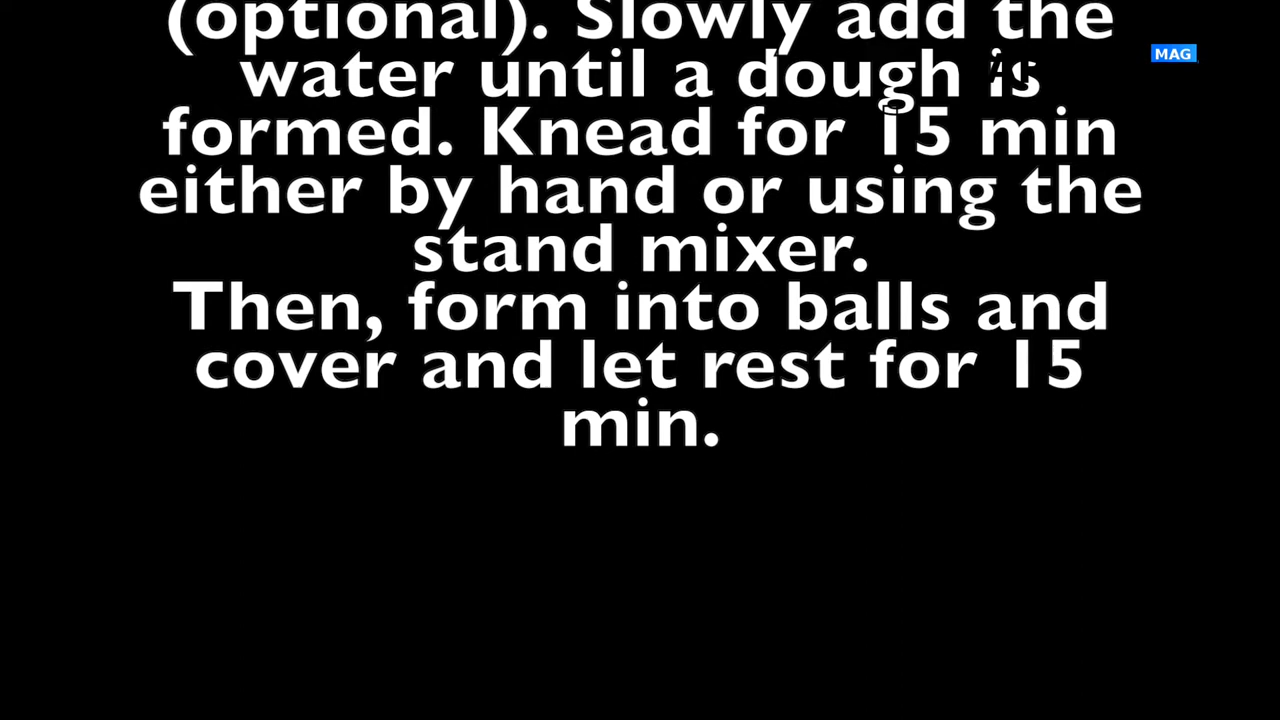 (optional). Slowly add the
water until a dough is
formed. Knead for 15 min
either by hand or using the
stand mixer.
Then, form into balls and
cover and let rest for 15
min.
MAG